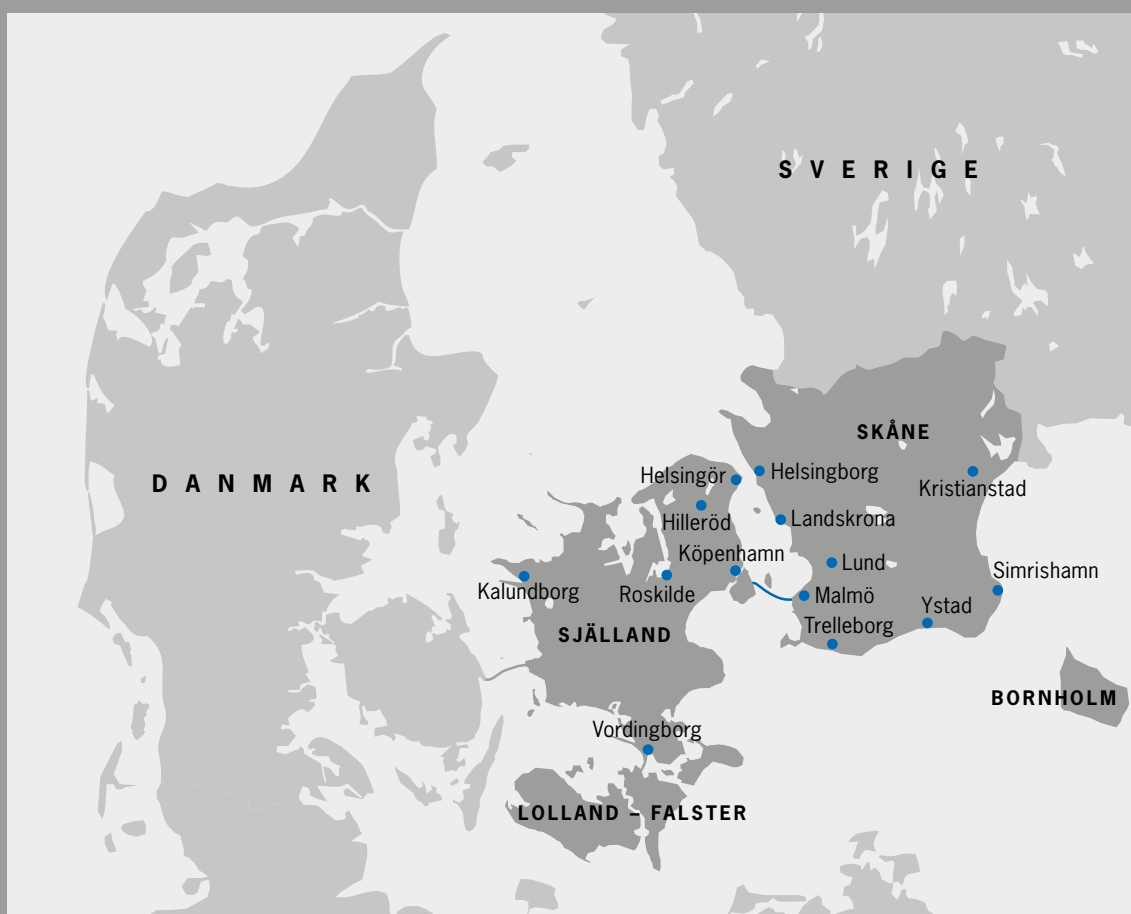 SVERIGE
SKÅNE
Helsingör
Helsingborg
DANMARK
Kristianstad
Hilleröd
Landskrona
Köpenhamn
Lund
Simrishamn
Kalundborg
Roskilde
Malmö
Ystad
Trelleborg
SJÄLLAND
BORNHOLM
Vordingborg
LOLLAND – FALSTER